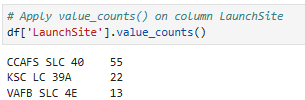 # Apply value_counts() on column LaunchSite
df['LaunchSite'].value_counts()
CCAFS SLC 40    55
KSC LC 39A      22
VAFB SLC 4E     13